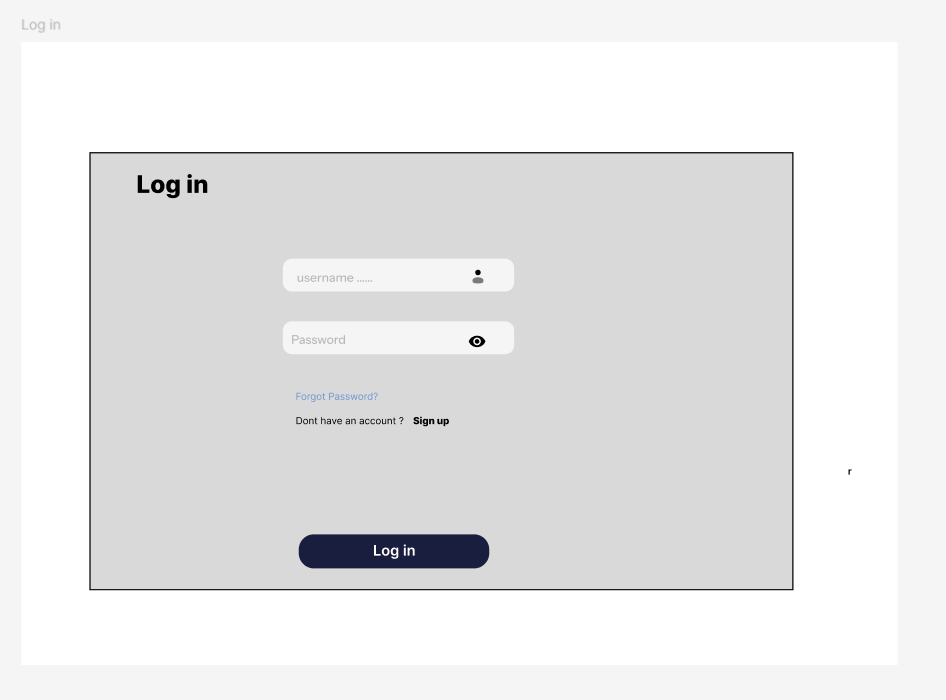 Log in
Log in
username ......
Password
Forgot Password?
Dont have an account ? Sign up
r
Log in